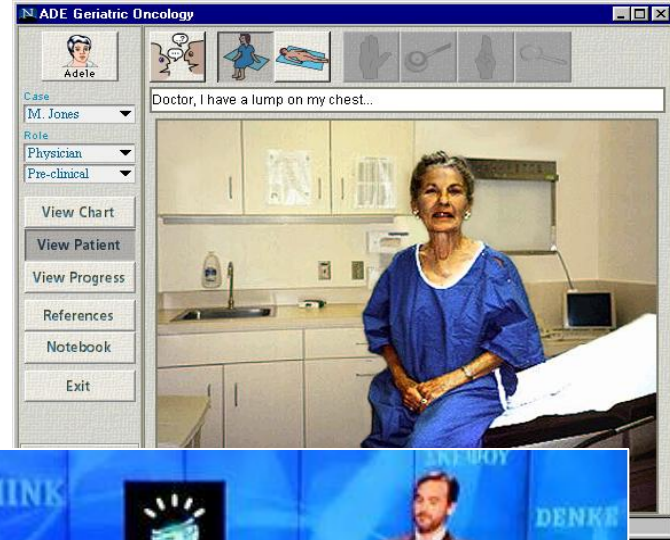 ADE Geriatric Oncology
Adele
Case
M. Jones
Role
Physician
Pre-clinical
Doctor, I have a lump on my chest...
View Chart
View Patient
View Progress
References
Notebook
Exit
DENKE